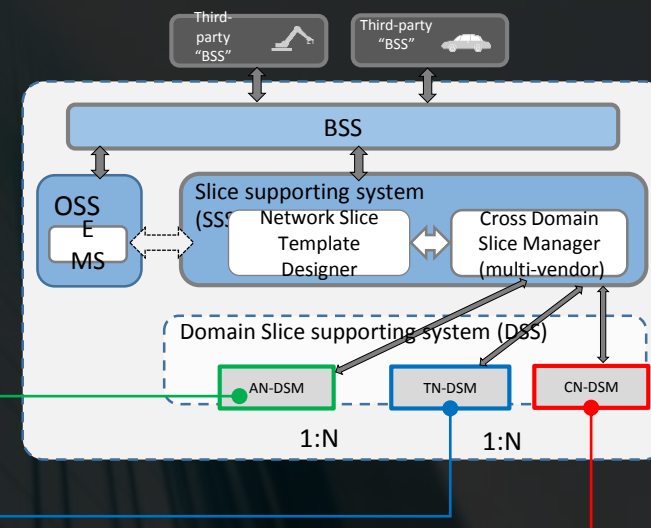 Third-
party
“BSS”
Third-party
“BSS”
BSS
OSS
E
MS
Slice supporting system
(SSS
Network Slice
Template
Designer
Cross Domain
Slice Manager
(multi-vendor)
Domain Slice supporting system (DSS)
AN-DSM
TN-DSM
CN-DSM
1:N
1:N